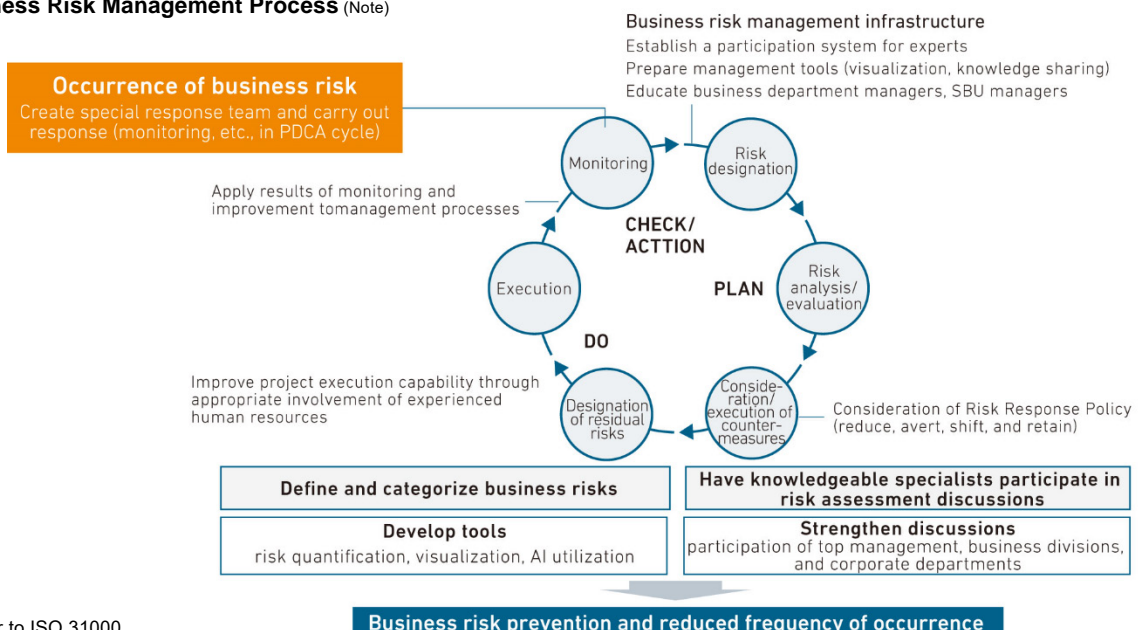 ness Risk Management Process (Note)
Business risk management infrastructure
Establish a participation system for experts
Prepare management tools (visualization, knowledge sharing)
Educate business department managers, SBU managers
Occurrence of business risk
Create special response team and carry out
response (monitoring, etc., in PDCA cycle)
Monitoring
Risk
designation
Apply results of monitoring and
improvement tomanagement processes
CHECK/
ACTTION
Execution
PLAN
Risk
analysis/
evaluation
DO
Improve project execution capability through
appropriate involvement of experienced
human resources
Designation
of residual
risks
Conside-
ration/
execution of
counter-
measures
Consideration of Risk Response Policy
(reduce, avert, shift, and retain)
Define and categorize business risks
Have knowledgeable specialists participate in
risk assessment discussions
Develop tools
risk quantification, visualization, AI utilization
Strengthen discussions
participation of top management, business divisions,
and corporate departments
Business risk prevention and reduced frequency of occurrence
r to ISO 31000